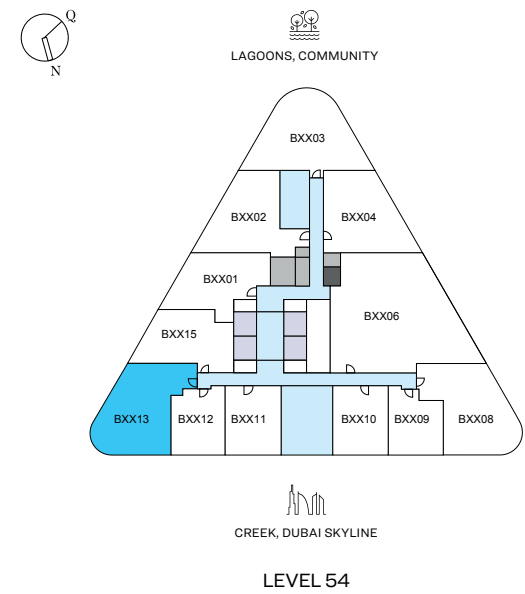 Q
N
LAGOONS, COMMUNITY
BXX03
BXX02
BXX04
BXX01
BXX06
BXX15
BXX13
BXX12
BXX11
BXX10
BXX09
BXX08
CREEK, DUBAI SKYLINE
LEVEL 54